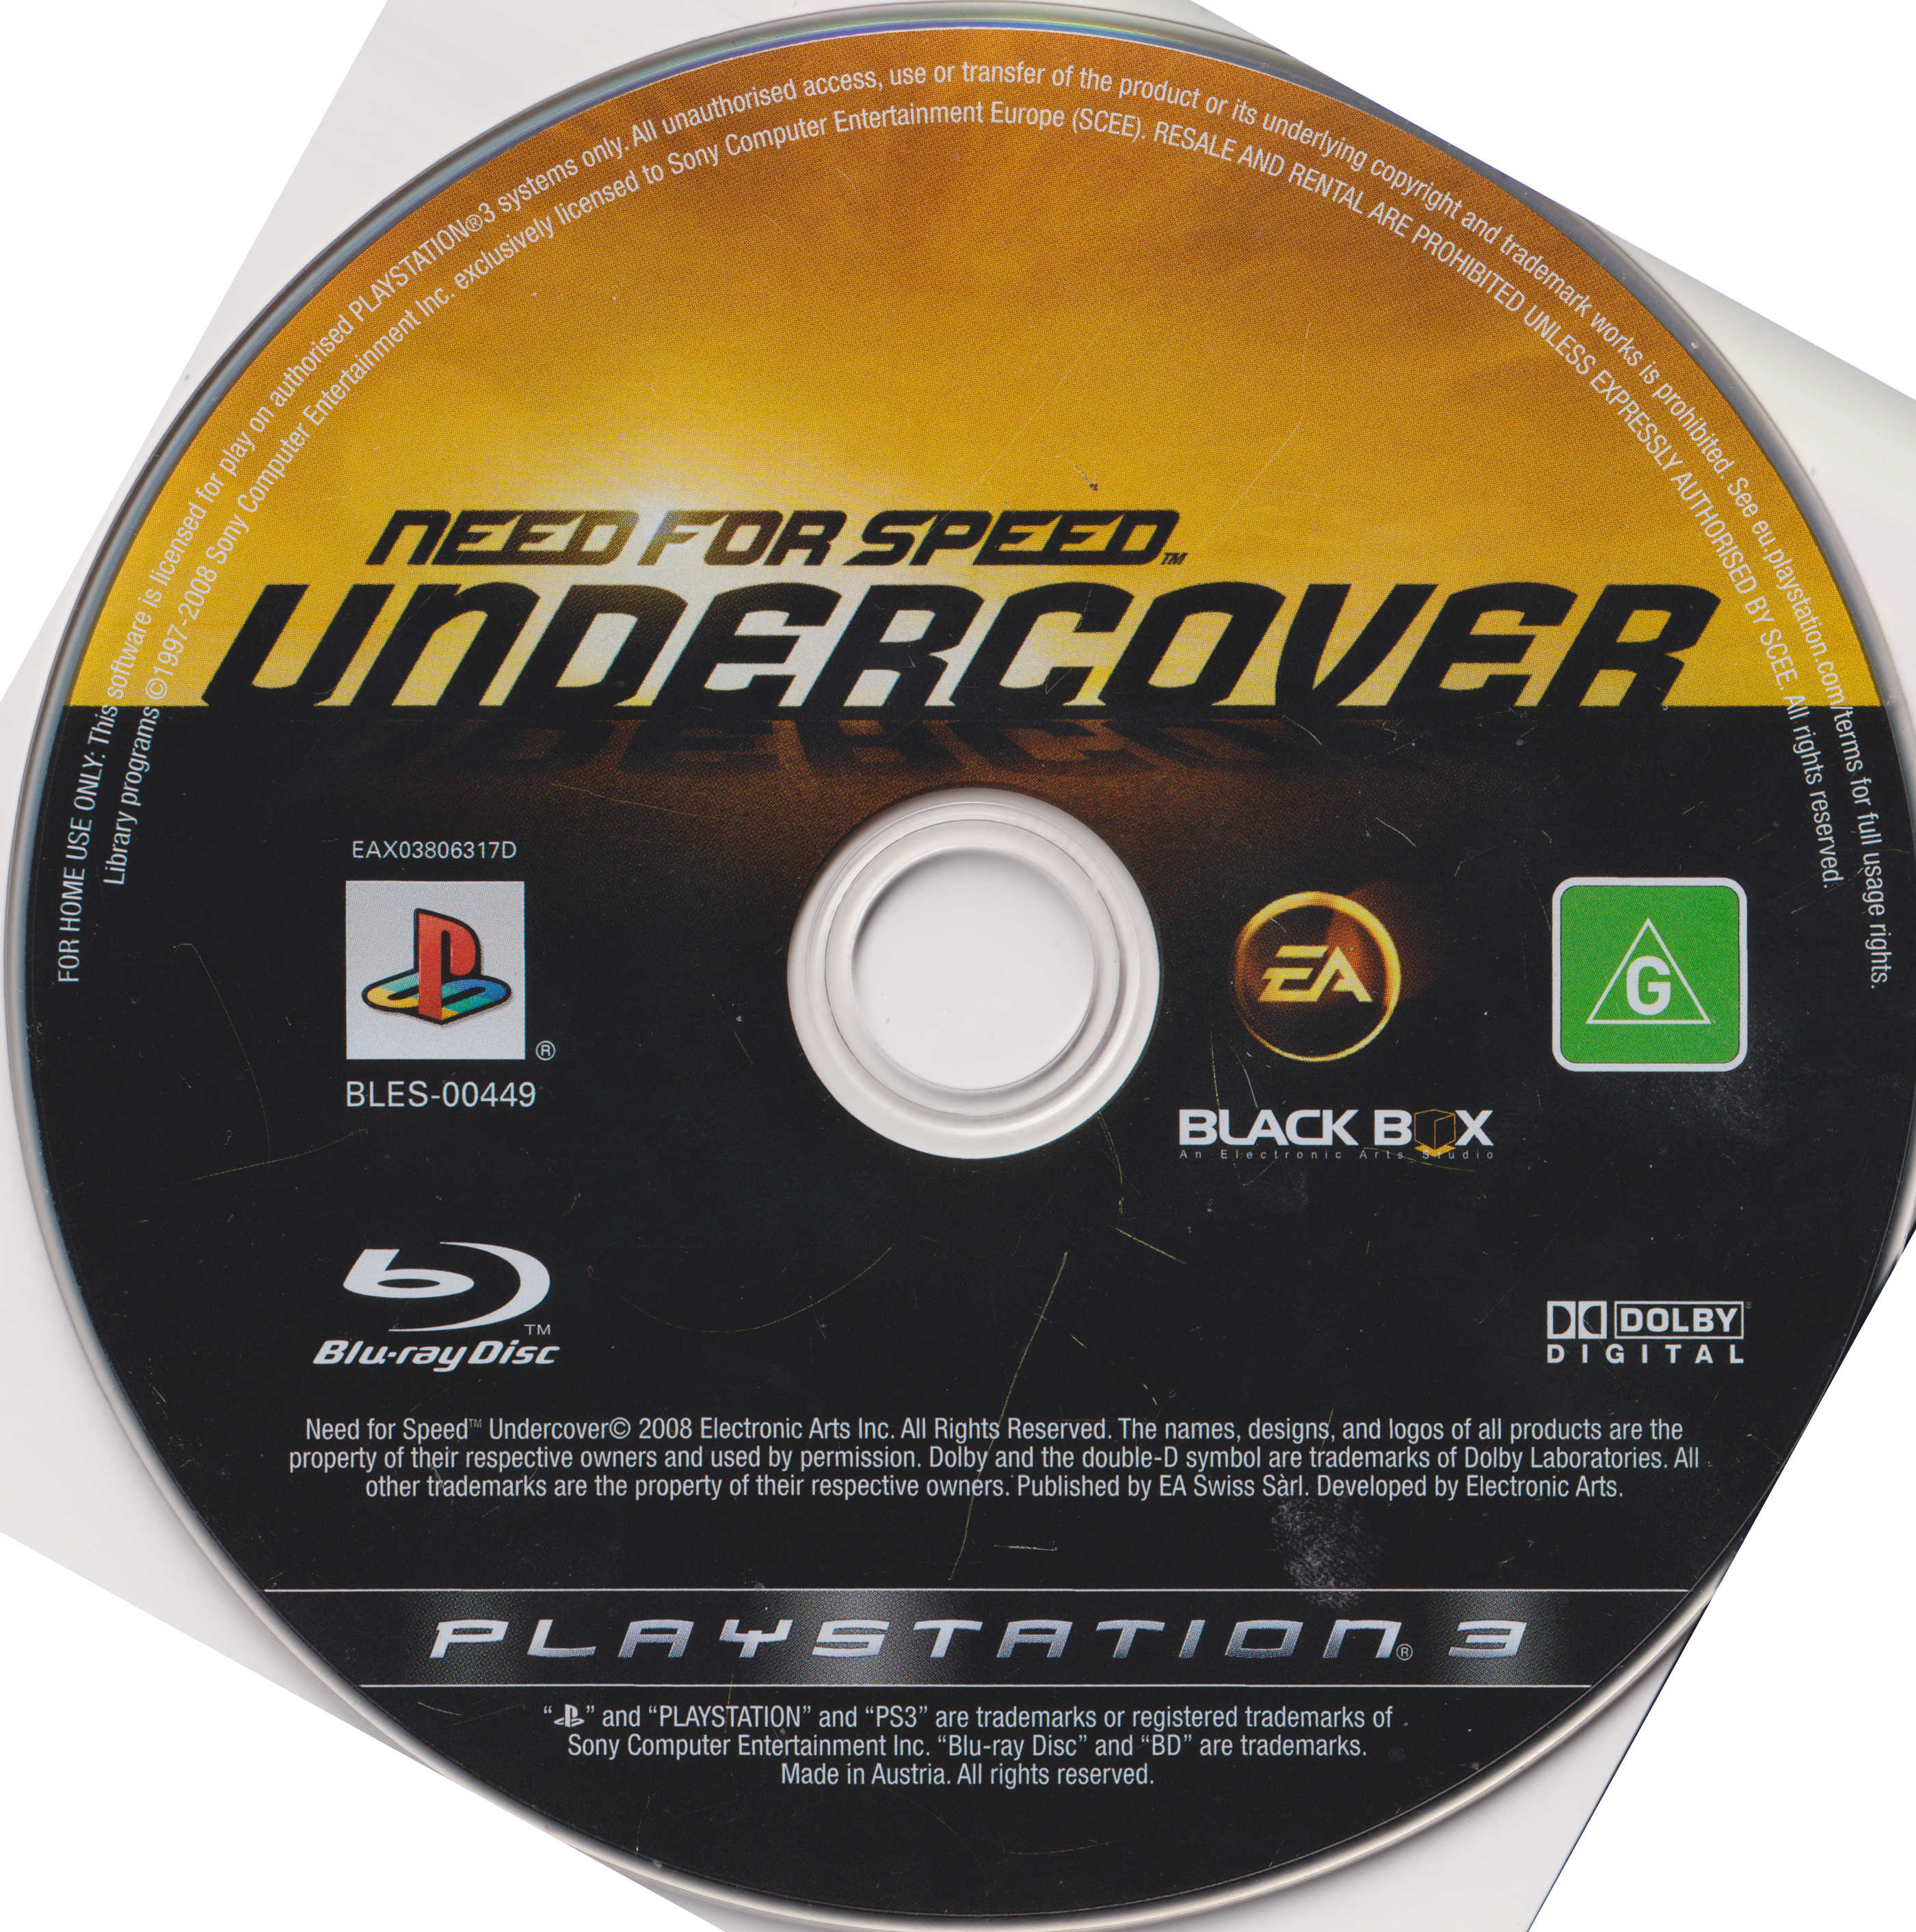 FOR HOME USE ONLY: This software is licensed for play on authorised PLAYSTATION®3 systems only. All unauthorised access, use or transfer of the product or its underlying copyright and trademark works is prohibited. See eu.playstation.com/terms for full usage rights.
Library programs ©1997-2008 Sony Computer Entertainment Inc. exclusively licensed to Sony Computer Entertainment Europe (SCEE). RESALE AND RENTAL ARE PROHIBITED UNLESS EXPRESSLY AUTHORISED BY SCEE. All rights reserved.
NEED FOR SPEED™
UNDERCOVER
EAX03806317D
®
BLES-00449
EA
G
BLACK BOX
An Electronic Arts Studio
™
Blu-ray Disc
DOLBY®
DIGITAL
Need for Speed™ Undercover© 2008 Electronic Arts Inc. All Rights Reserved. The names, designs, and logos of all products are the
property of their respective owners and used by permission. Dolby and the double-D symbol are trademarks of Dolby Laboratories. All
other trademarks are the property of their respective owners. Published by EA Swiss Sàrl. Developed by Electronic Arts.
PLAYSTATION®3
“ ” and “PLAYSTATION” and “PS3” are trademarks or registered trademarks of
Sony Computer Entertainment Inc. “Blu-ray Disc” and “BD” are trademarks.
Made in Austria. All rights reserved.